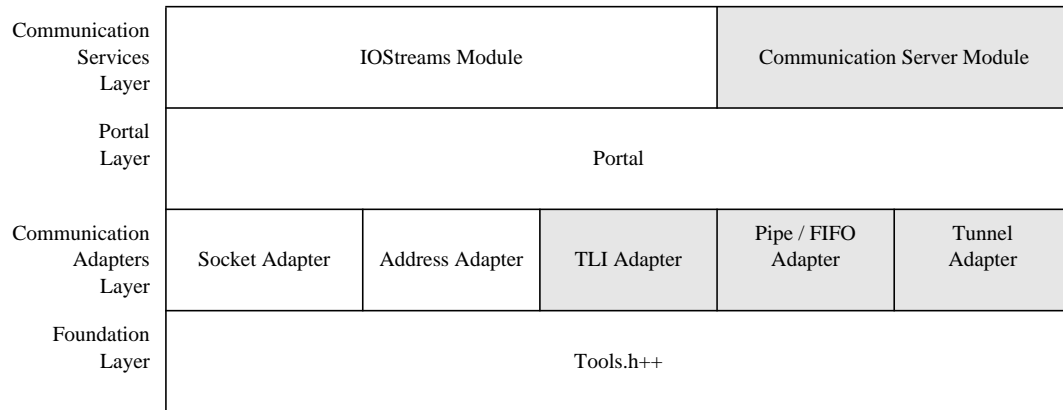 Communication
Services
Layer
IOStreams Module
Communication Server Module
Portal
Layer
Portal
Communication
Adapters
Layer
Socket Adapter
Address Adapter
TLI Adapter
Pipe / FIFO
Adapter
Tunnel
Adapter
Foundation
Layer
Tools.h++